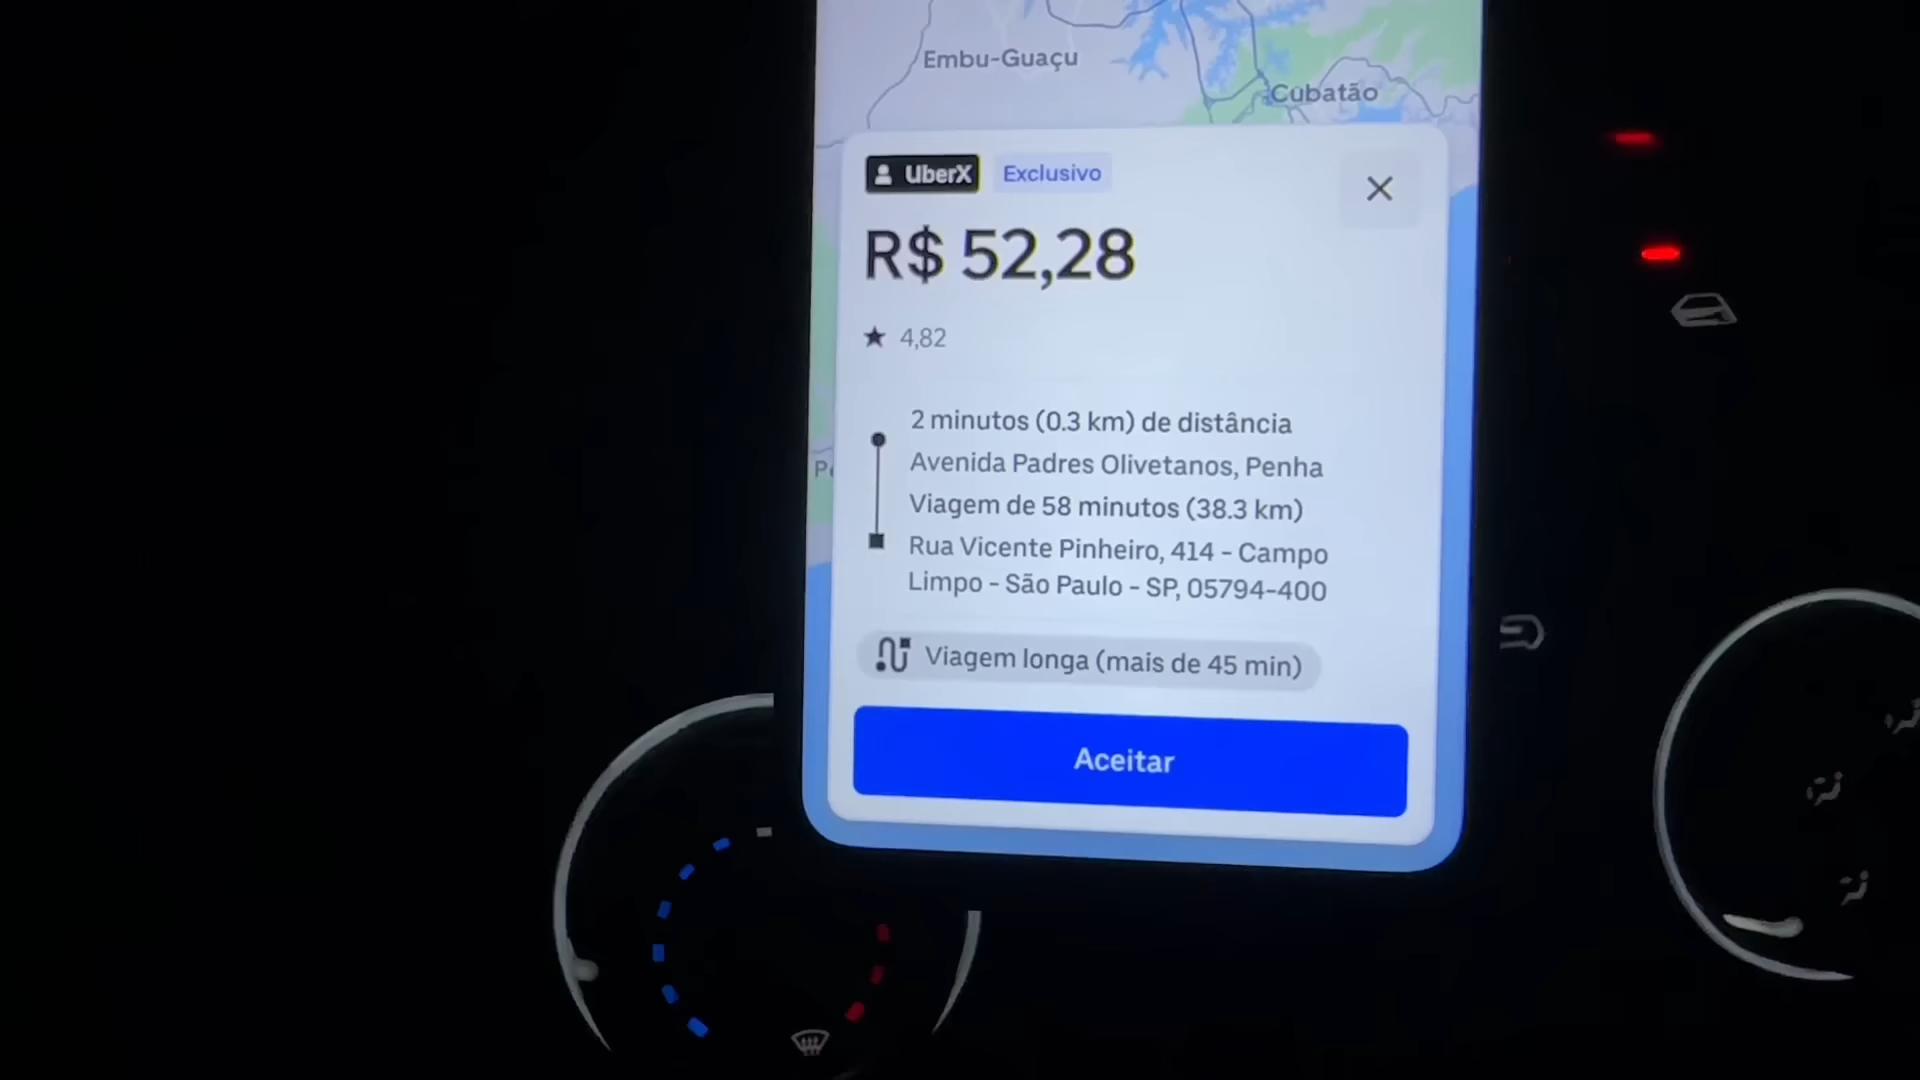 Embu-Guaçu
Cubatão
UberX Exclusivo
R$ 52,28
4,82
2 minutos (0.3 km) de distância
Avenida Padres Olivetanos, Penha
Viagem de 58 minutos (38.3 km)
Rua Vicente Pinheiro, 414 - Campo
Limpo - São Paulo - SP, 05794-400
Viagem longa (mais de 45 min)
Aceitar